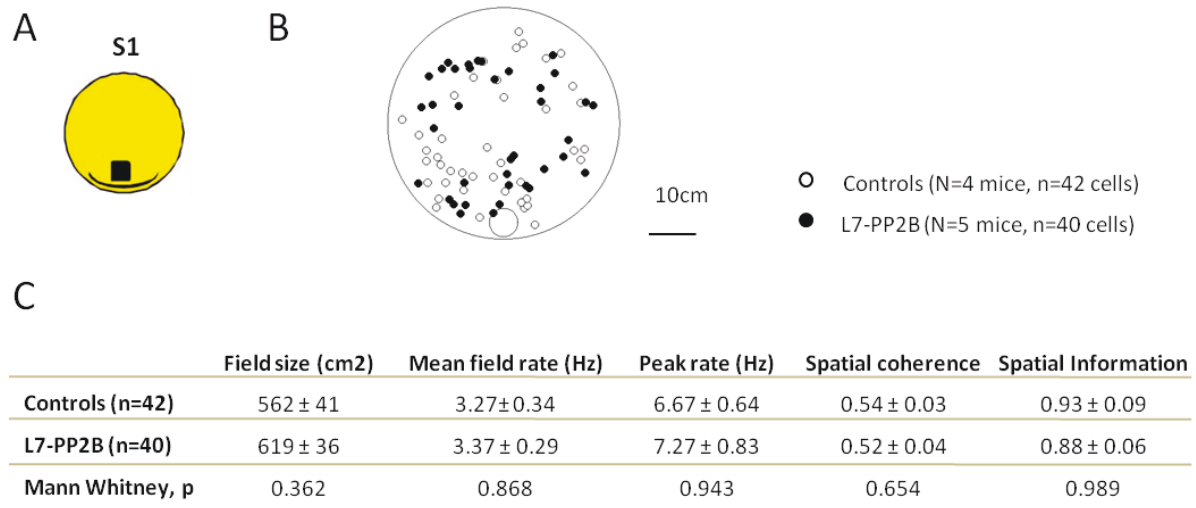 A
S1
B
10cm
Controls (N=4 mice, n=42 cells)
L7-PP2B (N=5 mice, n=40 cells)
C
Field size (cm2) Mean field rate (Hz) Peak rate (Hz) Spatial coherence Spatial Information
Controls (n=42) 562 ± 41 3.27±0.34 6.67 ± 0.64 0.54 ± 0.03 0.93 ± 0.09
L7-PP2B (n=40) 619 ± 36 3.37 ± 0.29 7.27 ± 0.83 0.52 ± 0.04 0.88 ± 0.06
Mann Whitney, p 0.362 0.868 0.943 0.654 0.989